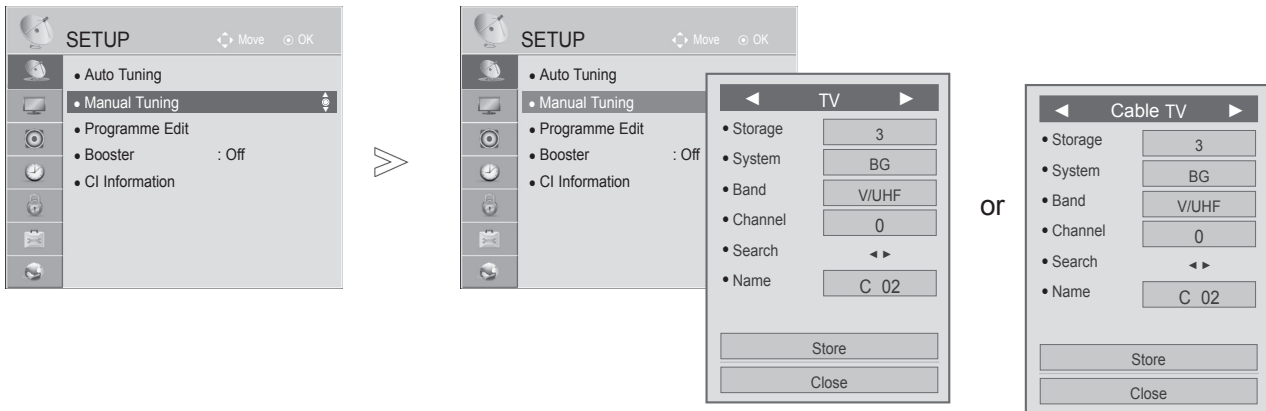 SETUP
Move OK
• Auto Tuning
• Manual Tuning
• Programme Edit
• Booster : Off
• CI Information
SETUP
Move OK
• Auto Tuning
• Manual Tuning
• Programme Edit
• Booster : Off
• CI Information
◄ TV ►
• Storage 3
• System BG
• Band V/UHF
• Channel 0
• Search ◄ ►
• Name C 02
Store
Close
or
◄ Cable TV ►
• Storage 3
• System BG
• Band V/UHF
• Channel 0
• Search ◄ ►
• Name C 02
Store
Close